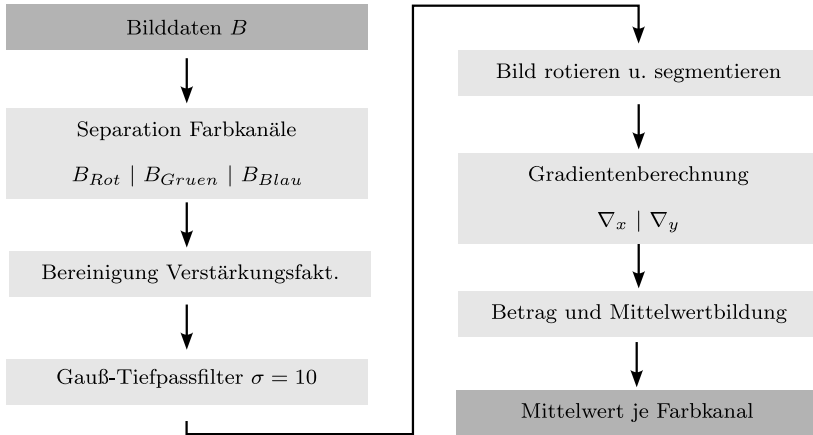 Bilddaten B
Separation Farbkanäle
B_Rot | B_Gruen | B_Blau
Bereinigung Verstärkungsfakt.
Gauß-Tiefpassfilter σ = 10
Bild rotieren u. segmentieren
Gradientenberechnung
∇_x | ∇_y
Betrag und Mittelwertbildung
Mittelwert je Farbkanal